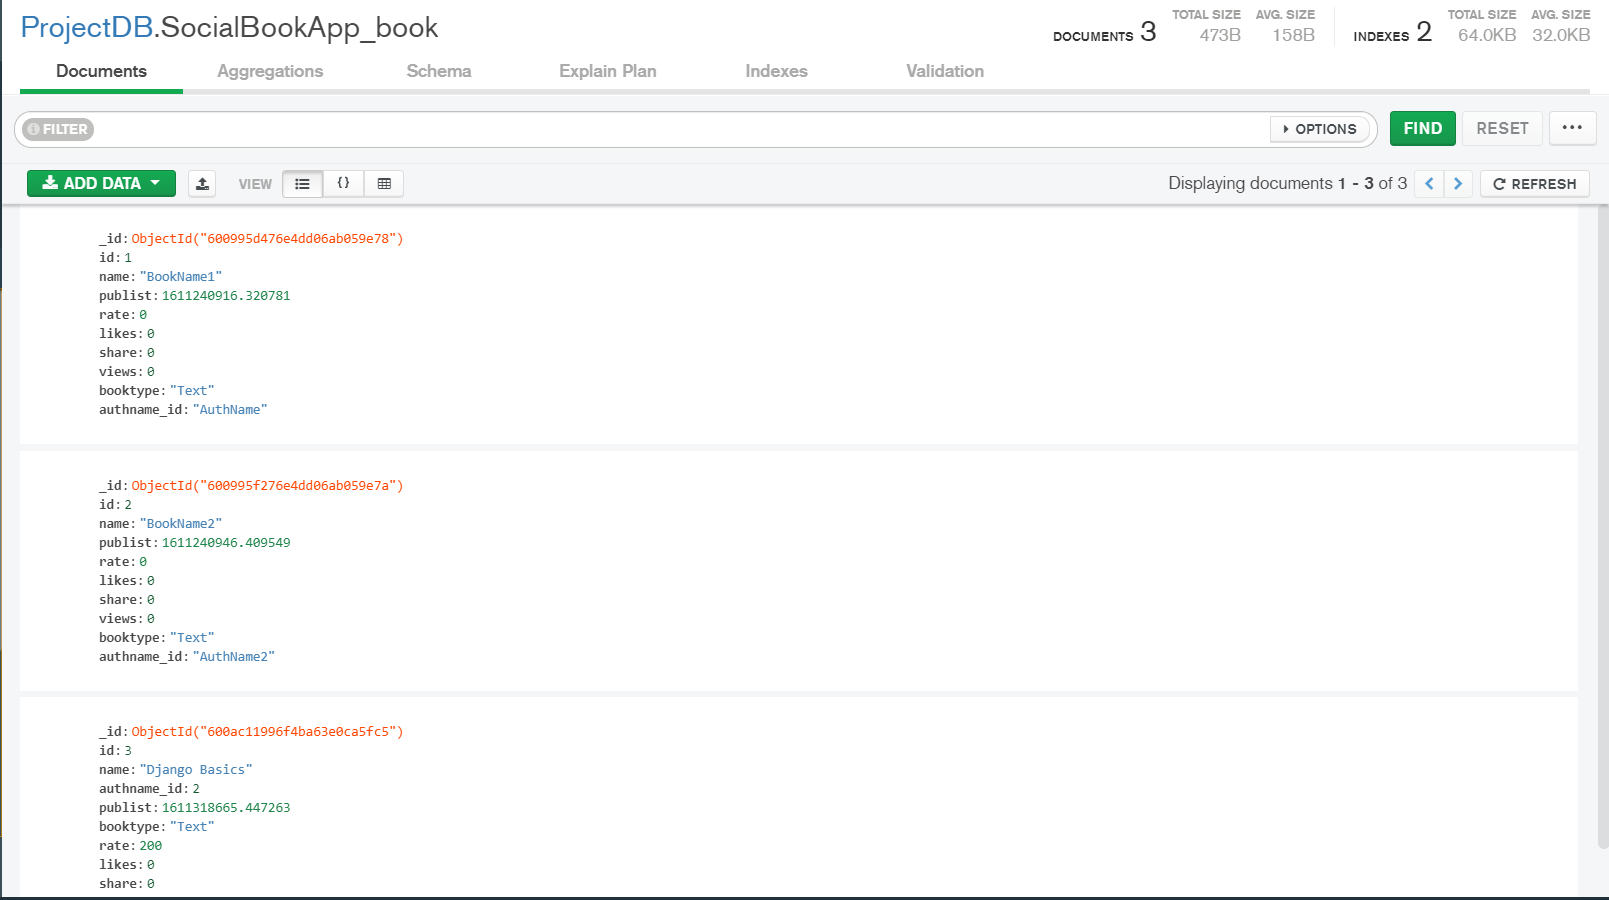 ProjectDB.SocialBookApp_book
DOCUMENTS 3 TOTAL SIZE 473B AVG. SIZE 158B INDEXES 2 TOTAL SIZE 64.0KB AVG. SIZE 32.0KB
Documents Aggregations Schema Explain Plan Indexes Validation
FILTER OPTIONS FIND RESET ...
ADD DATA VIEW {} Displaying documents 1 - 3 of 3 < > REFRESH
_id: ObjectId("600995d476e4dd06ab059e78")
id: 1
name: "BookName1"
publist: 1611240916.320781
rate: 0
likes: 0
share: 0
views: 0
booktype: "Text"
authname_id: "AuthName"
_id: ObjectId("600995f276e4dd06ab059e7a")
id: 2
name: "BookName2"
publist: 1611240946.409549
rate: 0
likes: 0
share: 0
views: 0
booktype: "Text"
authname_id: "AuthName2"
_id: ObjectId("600ac11996f4ba63e0ca5fc5")
id: 3
name: "Django Basics"
authname_id: 2
publist: 1611318665.447263
booktype: "Text"
rate: 200
likes: 0
share: 0